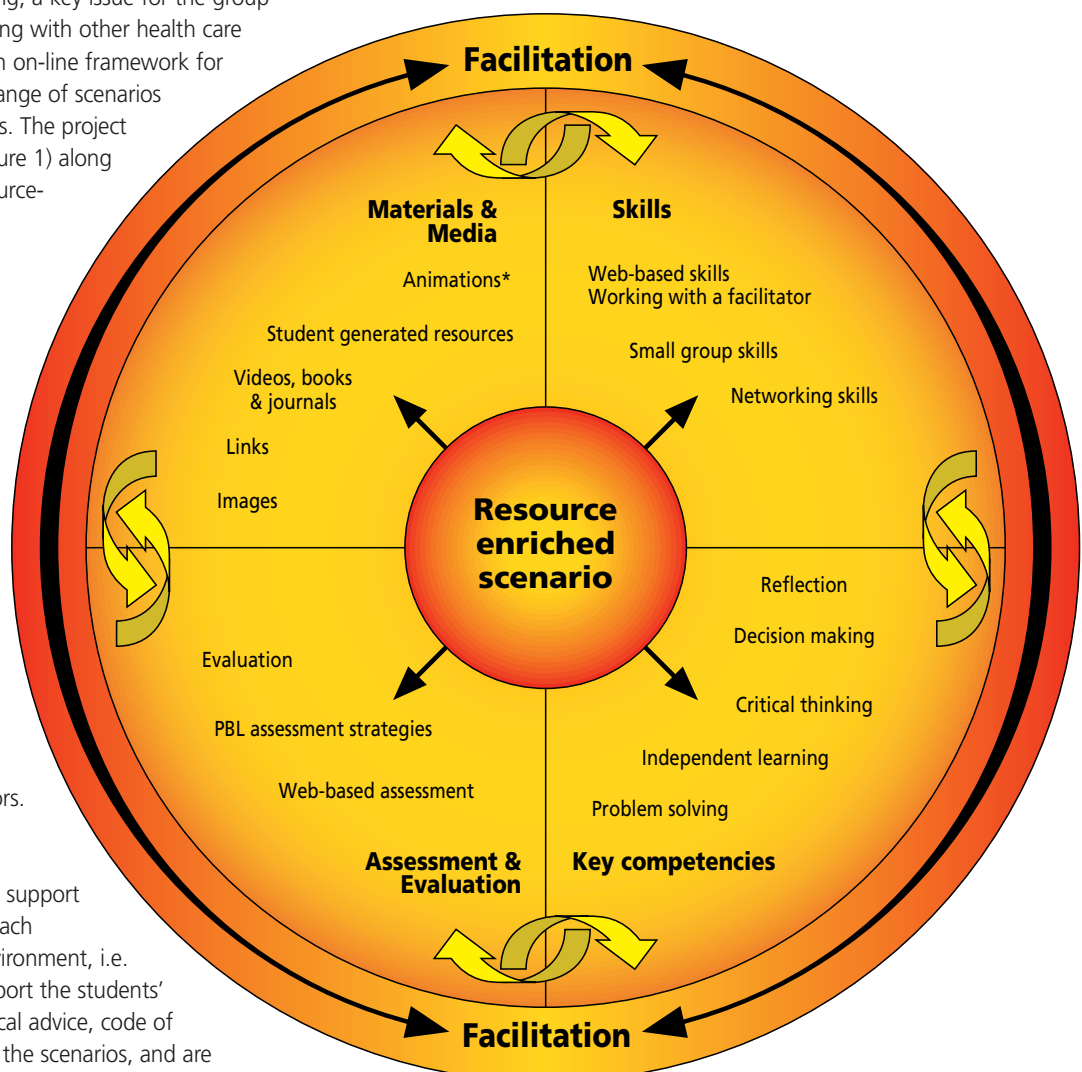 ng, a key issue for the group
ng with other health care
n on-line framework for
ange of scenarios
s. The project
ure 1) along
urce-
ors.
support
ach
vironment, i.e.
port the students'
cal advice, code of
the scenarios, and are
Facilitation
Materials &
Media
Animations*
Student generated resources
Videos, books
& journals
Links
Images
Skills
Web-based skills
Working with a facilitator
Small group skills
Networking skills
Resource
enriched
scenario
Evaluation
PBL assessment strategies
Web-based assessment
Assessment &
Evaluation
Reflection
Decision making
Critical thinking
Independent learning
Problem solving
Key competencies
Facilitation